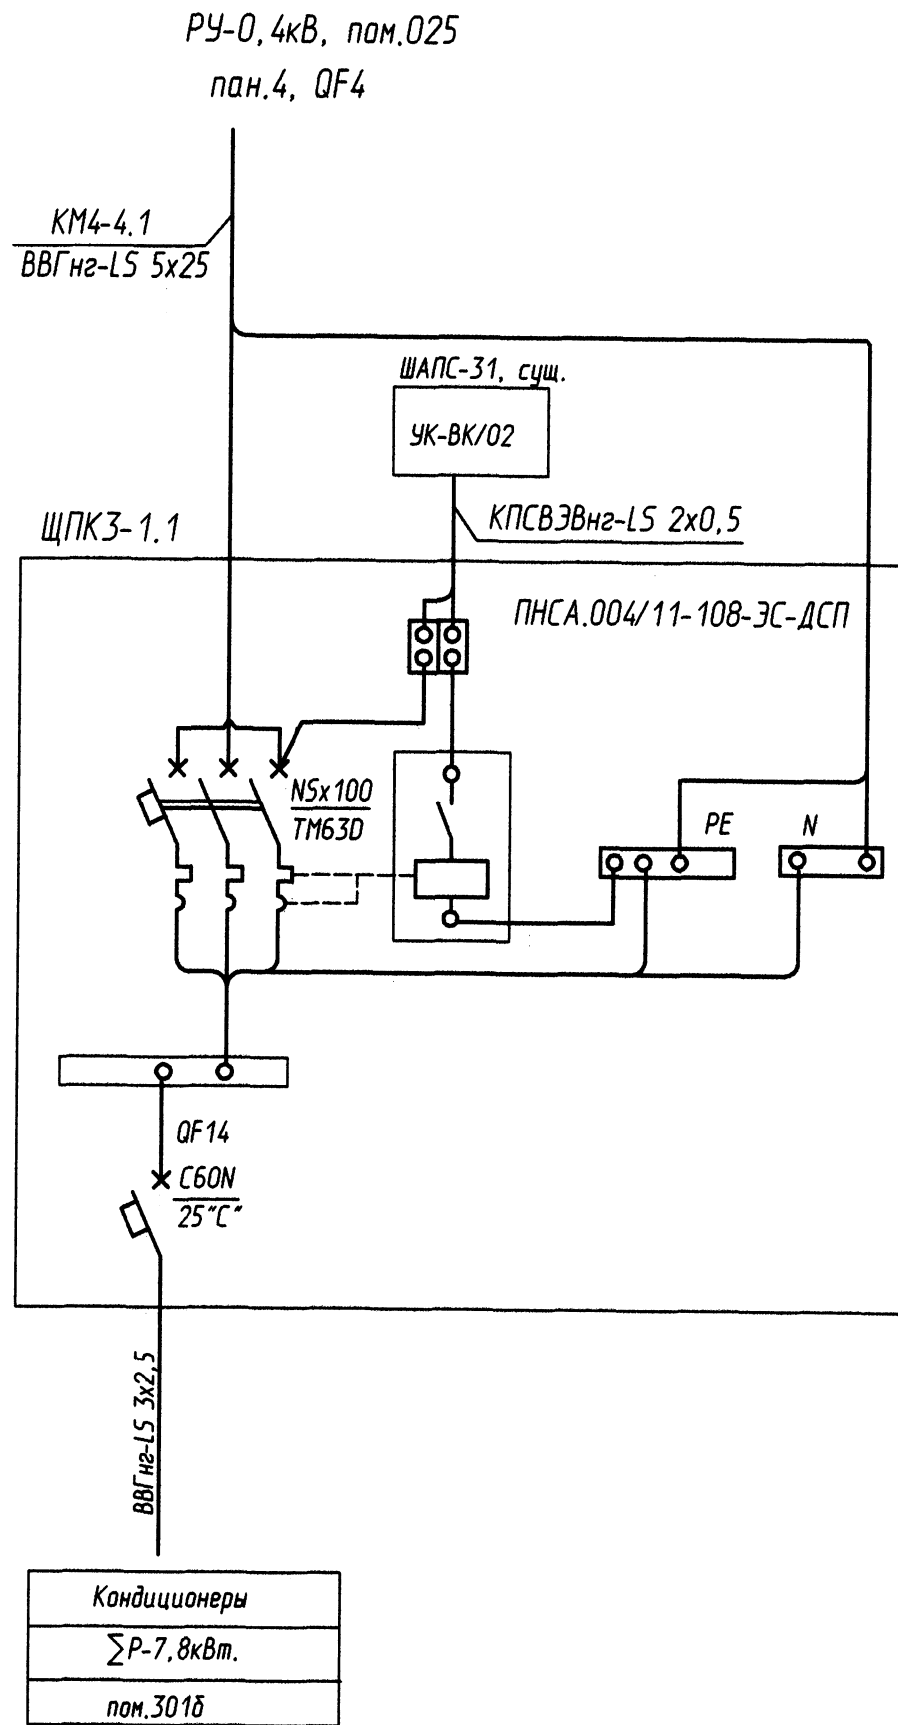 РУ-0,4кВ, пом.025
пан.4, QF4
КМ4-4.1
ВВГнг-LS 5х25
ШАПС-31, сущ.
УК-ВК/02
КПСВЭВнг-LS 2х0,5
ЩПК3-1.1
ПНСА.004/11-108-ЭС-ДСП
NSх100
TM63D
PE
N
QF14
C60N
25"С"
ВВГнг-LS 3х2,5
Кондиционеры
∑Р-7,8кВт.
пом.301б